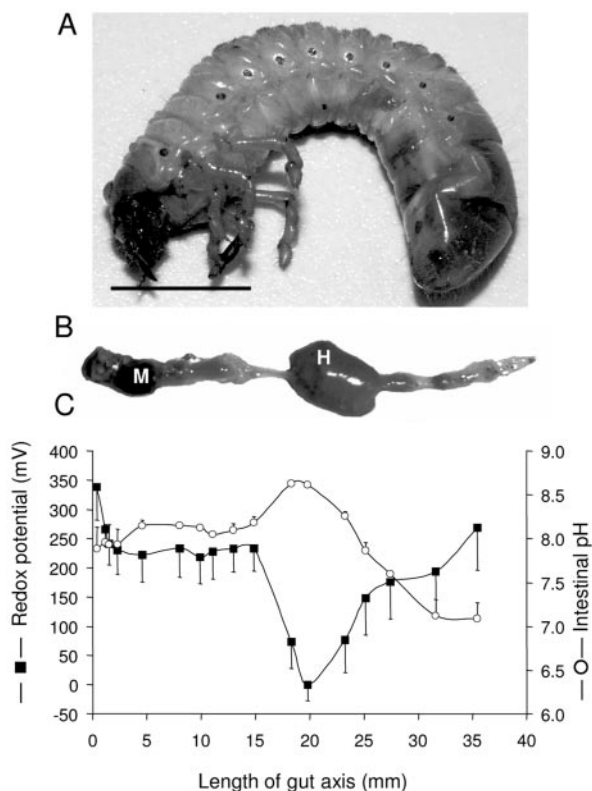 A
B
M
H
C
400
350
300
250
200
150
100
50
0
-50
Redox potential (mV)
9.0
8.5
8.0
7.5
7.0
6.5
6.0
Intestinal pH
0 5 10 15 20 25 30 35 40
Length of gut axis (mm)